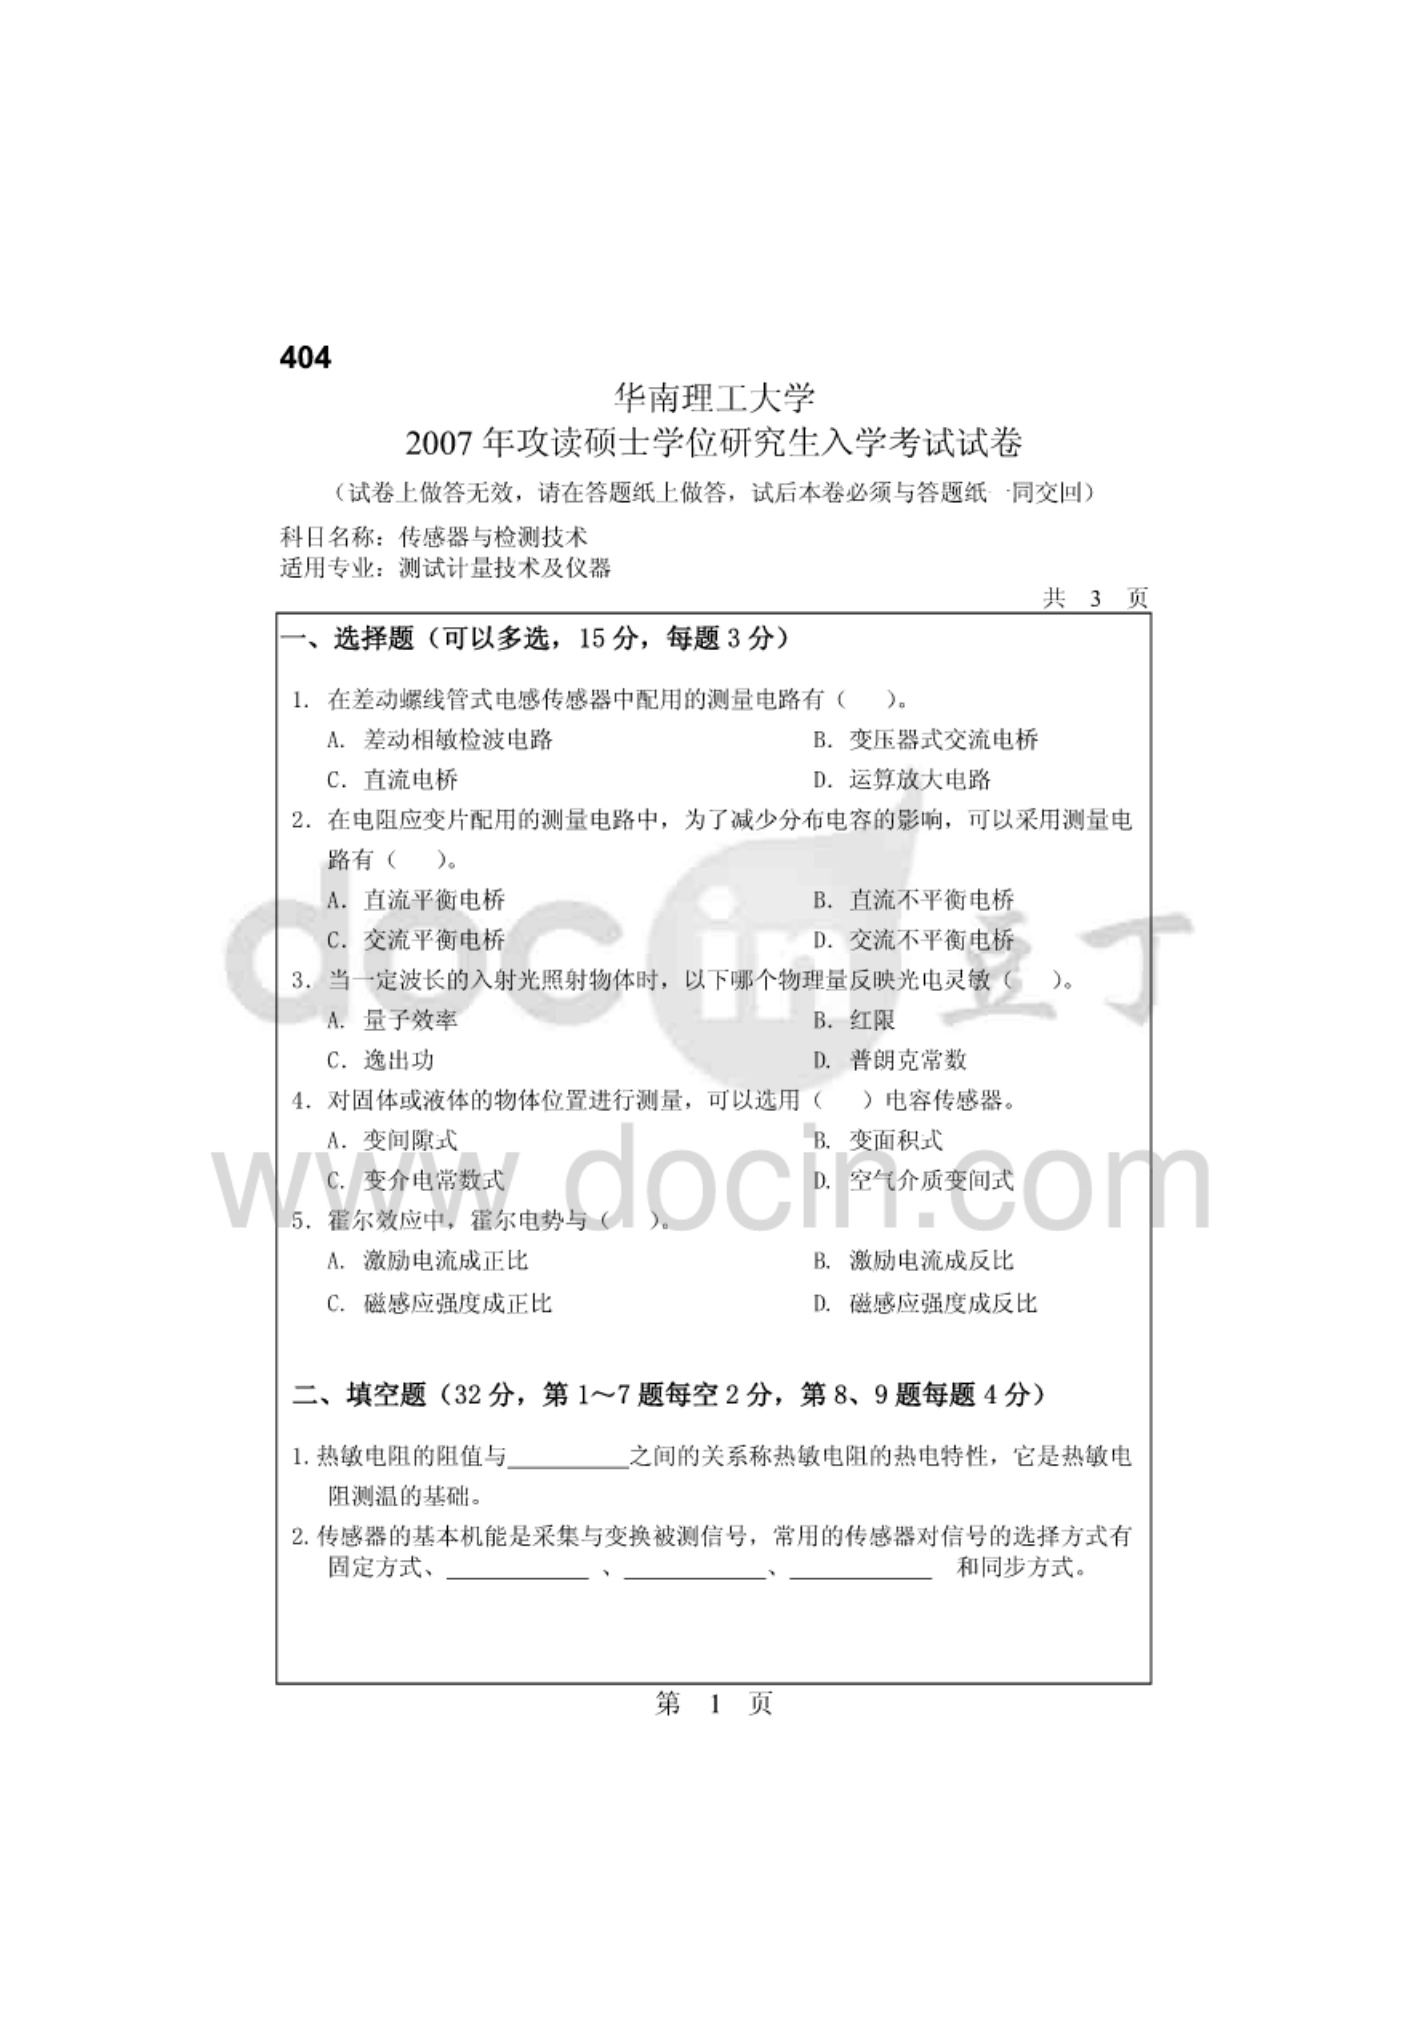 404
华南理工大学
2007 年攻读硕士学位研究生入学考试试卷
（试卷上做答无效，请在答题纸上做答，试后本卷必须与答题纸一同交回）
科目名称：传感器与检测技术
适用专业：测试计量技术及仪器
共 3 页
一、选择题（可以多选，15 分，每题 3 分）
1. 在差动螺线管式电感传感器中配用的测量电路有（ ）。
A. 差动相敏检波电路 B. 变压器式交流电桥
C. 直流电桥 D. 运算放大电路
2. 在电阻应变片配用的测量电路中，为了减少分布电容的影响，可以采用测量电
路有（ ）。
A. 直流平衡电桥 B. 直流不平衡电桥
C. 交流平衡电桥 D. 交流不平衡电桥
3. 当一定波长的入射光照射物体时，以下哪个物理量反映光电灵敏（ ）。
A. 量子效率 B. 红限
C. 逸出功 D. 普朗克常数
4. 对固体或液体的物体位置进行测量，可以选用（ ）电容传感器。
A. 变间隙式 B. 变面积式
C. 变介电常数式 D. 空气介质变间式
5. 霍尔效应中，霍尔电势与（ ）。
A. 激励电流成正比 B. 激励电流成反比
C. 磁感应强度成正比 D. 磁感应强度成反比
二、填空题（32 分，第 1～7 题每空 2 分，第 8、9 题每题 4 分）
1. 热敏电阻的阻值与__________之间的关系称热敏电阻的热电特性，它是热敏电
阻测温的基础。
2. 传感器的基本机能是采集与变换被测信号，常用的传感器对信号的选择方式有
固定方式、____________、____________、____________ 和同步方式。
第 1 页
docin 豆丁
www.docin.com